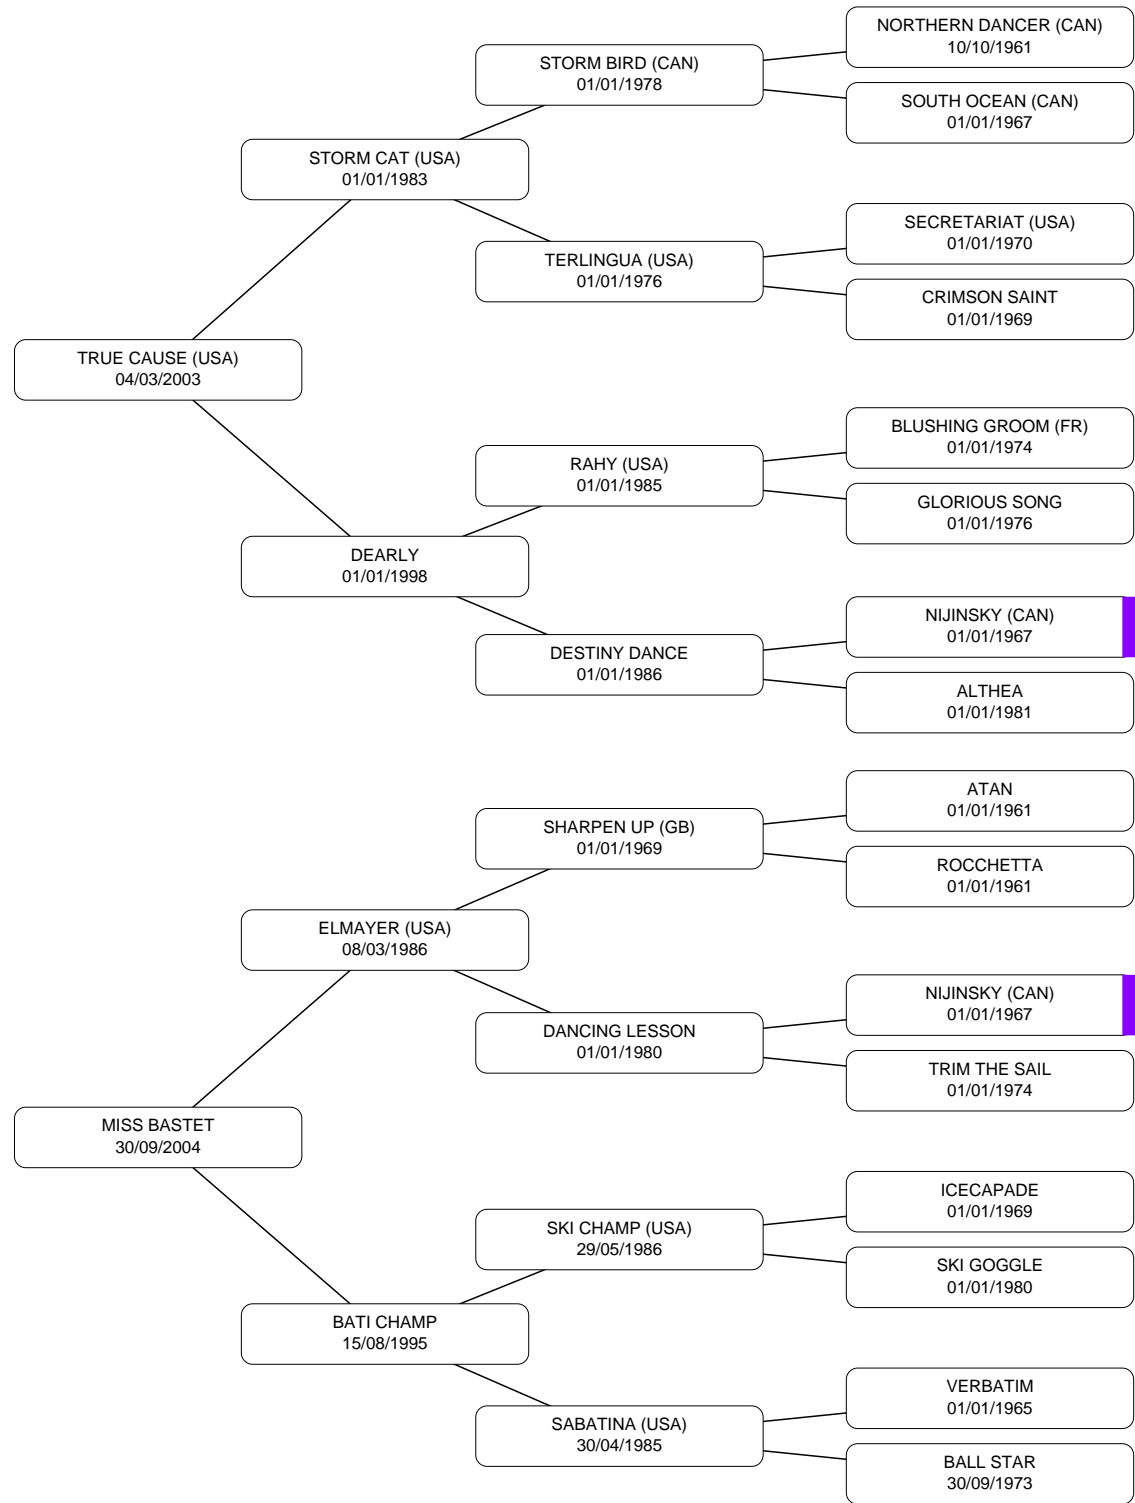 NORTHERN DANCER (CAN)
10/10/1961
STORM BIRD (CAN)
01/01/1978
SOUTH OCEAN (CAN)
01/01/1967
STORM CAT (USA)
01/01/1983
SECRETARIAT (USA)
01/01/1970
TERLINGUA (USA)
01/01/1976
CRIMSON SAINT
01/01/1969
TRUE CAUSE (USA)
04/03/2003
BLUSHING GROOM (FR)
01/01/1974
RAHY (USA)
01/01/1985
GLORIOUS SONG
01/01/1976
DEARLY
01/01/1998
NIJINSKY (CAN)
01/01/1967
DESTINY DANCE
01/01/1986
ALTHEA
01/01/1981
ATAN
01/01/1961
SHARPEN UP (GB)
01/01/1969
ROCCHETTA
01/01/1961
ELMAYER (USA)
08/03/1986
NIJINSKY (CAN)
01/01/1967
DANCING LESSON
01/01/1980
TRIM THE SAIL
01/01/1974
MISS BASTET
30/09/2004
ICECAPADE
01/01/1969
SKI CHAMP (USA)
29/05/1986
SKI GOGGLE
01/01/1980
BATI CHAMP
15/08/1995
VERBATIM
01/01/1965
SABATINA (USA)
30/04/1985
BALL STAR
30/09/1973